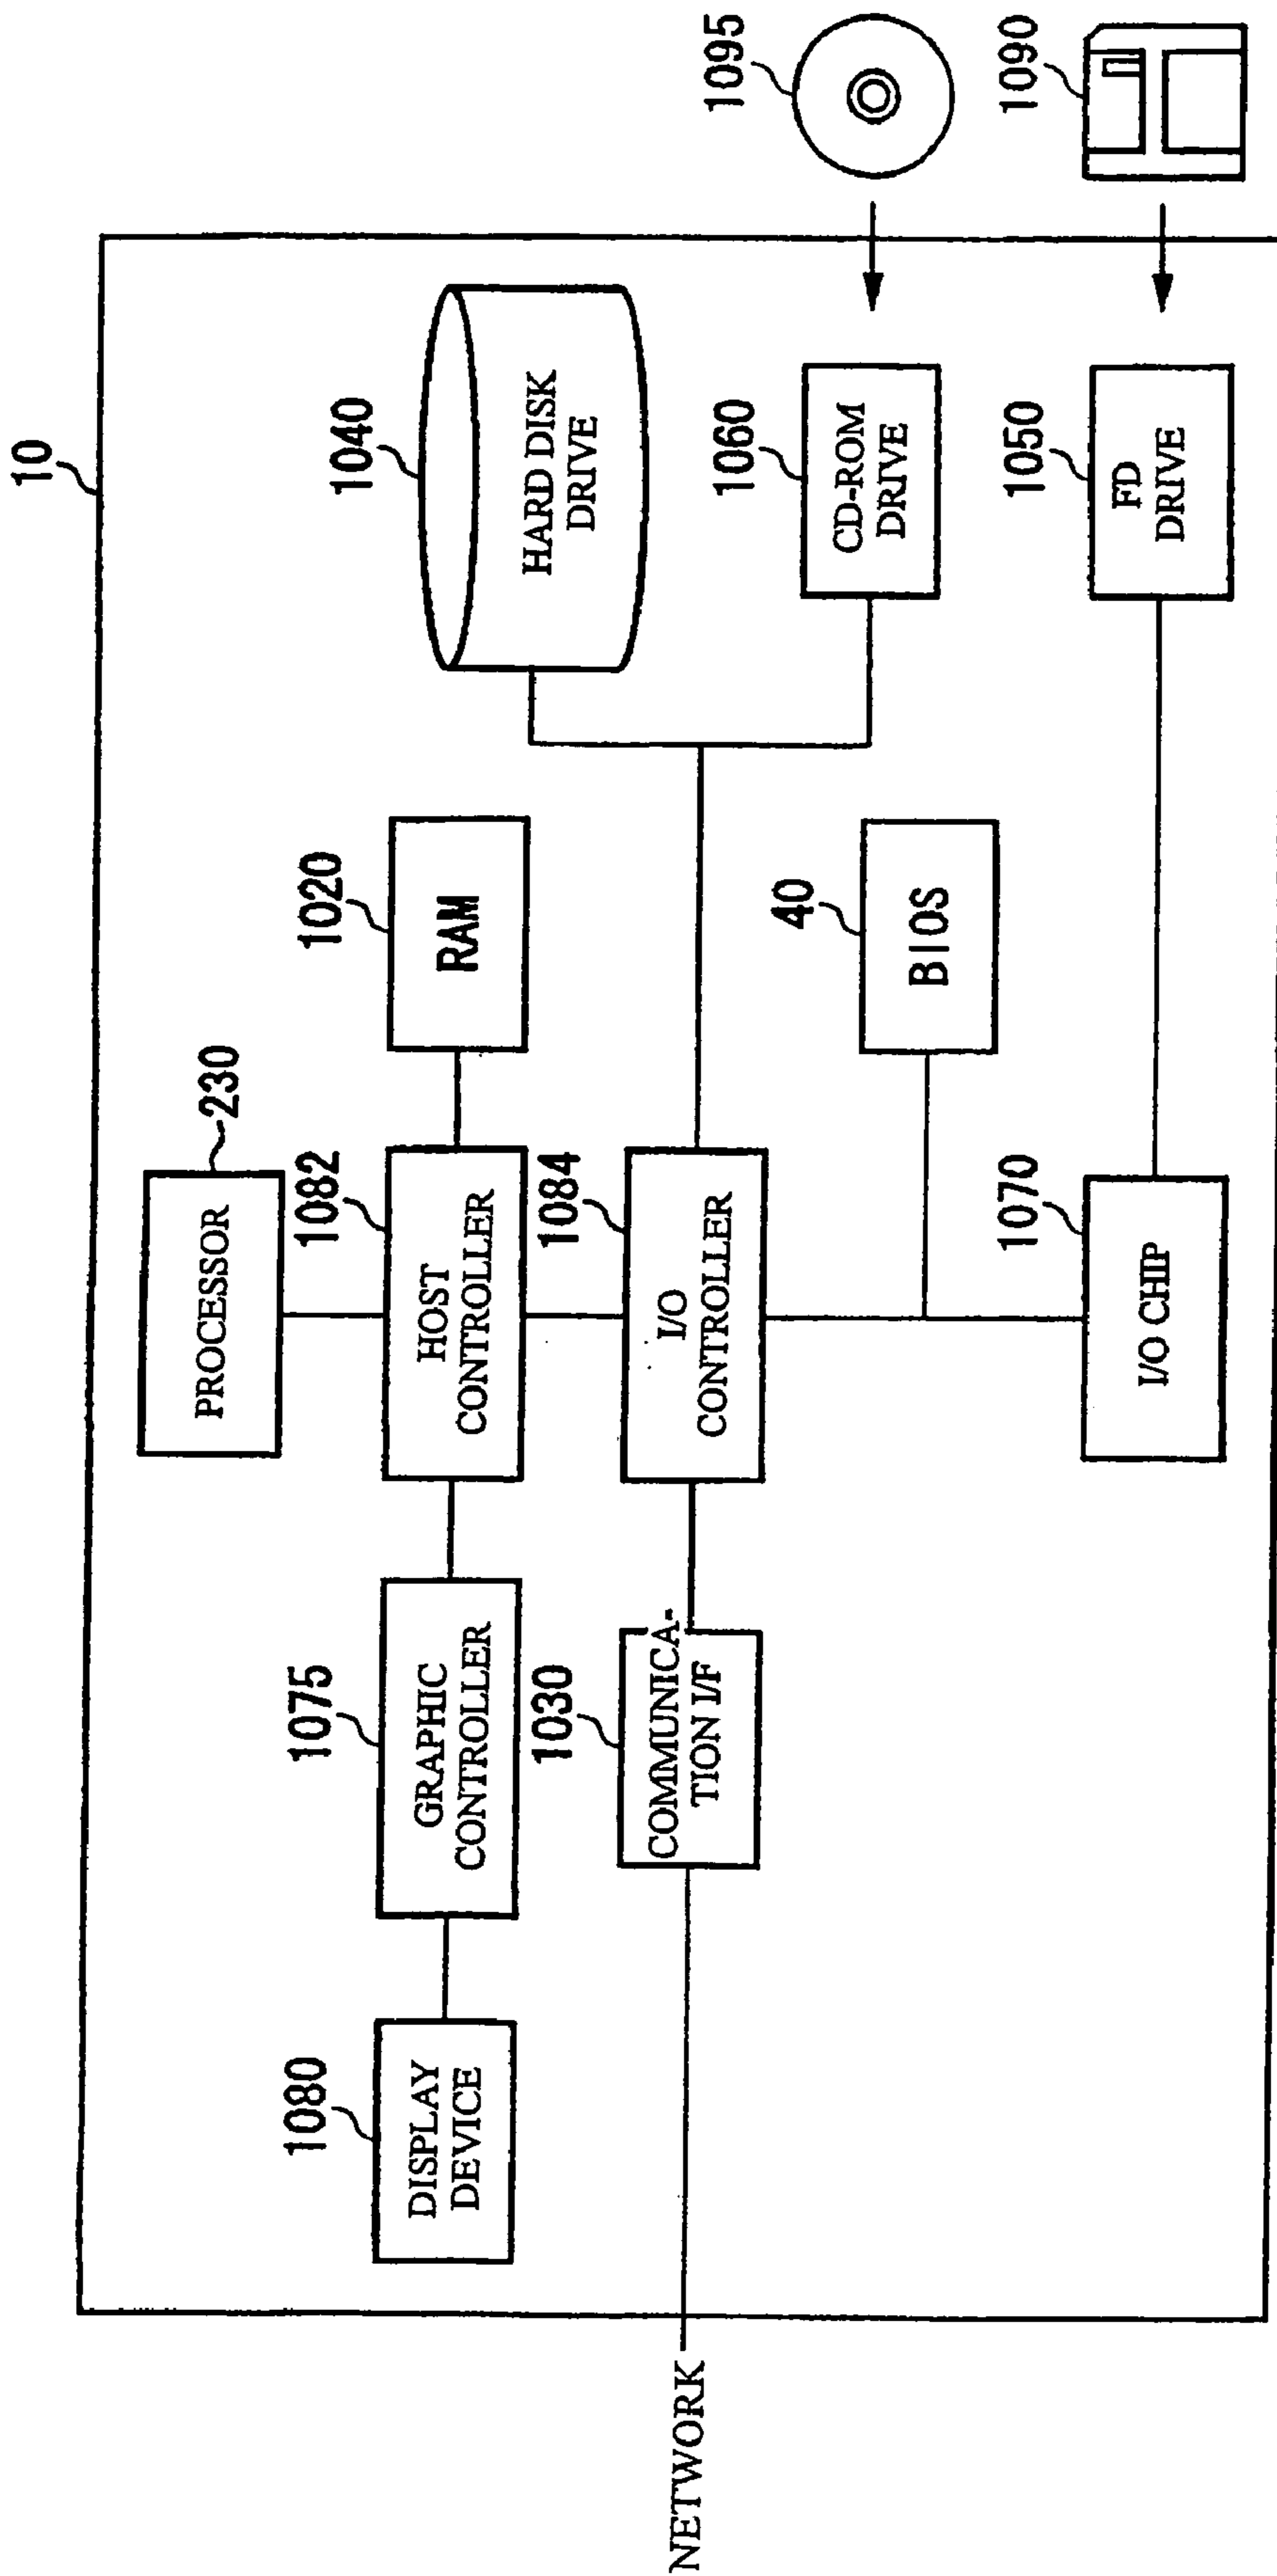 10
PROCESSOR
230
1080
DISPLAY
DEVICE
1075
GRAPHIC
CONTROLLER
1082
HOST
CONTROLLER
1020
RAM
1040
HARD DISK
DRIVE
NETWORK
1030
COMMUNICA-
TION I/F
1084
I/O
CONTROLLER
40
BIOS
1060
CD-ROM
DRIVE
1095
1070
I/O CHIP
1050
FD
DRIVE
1090